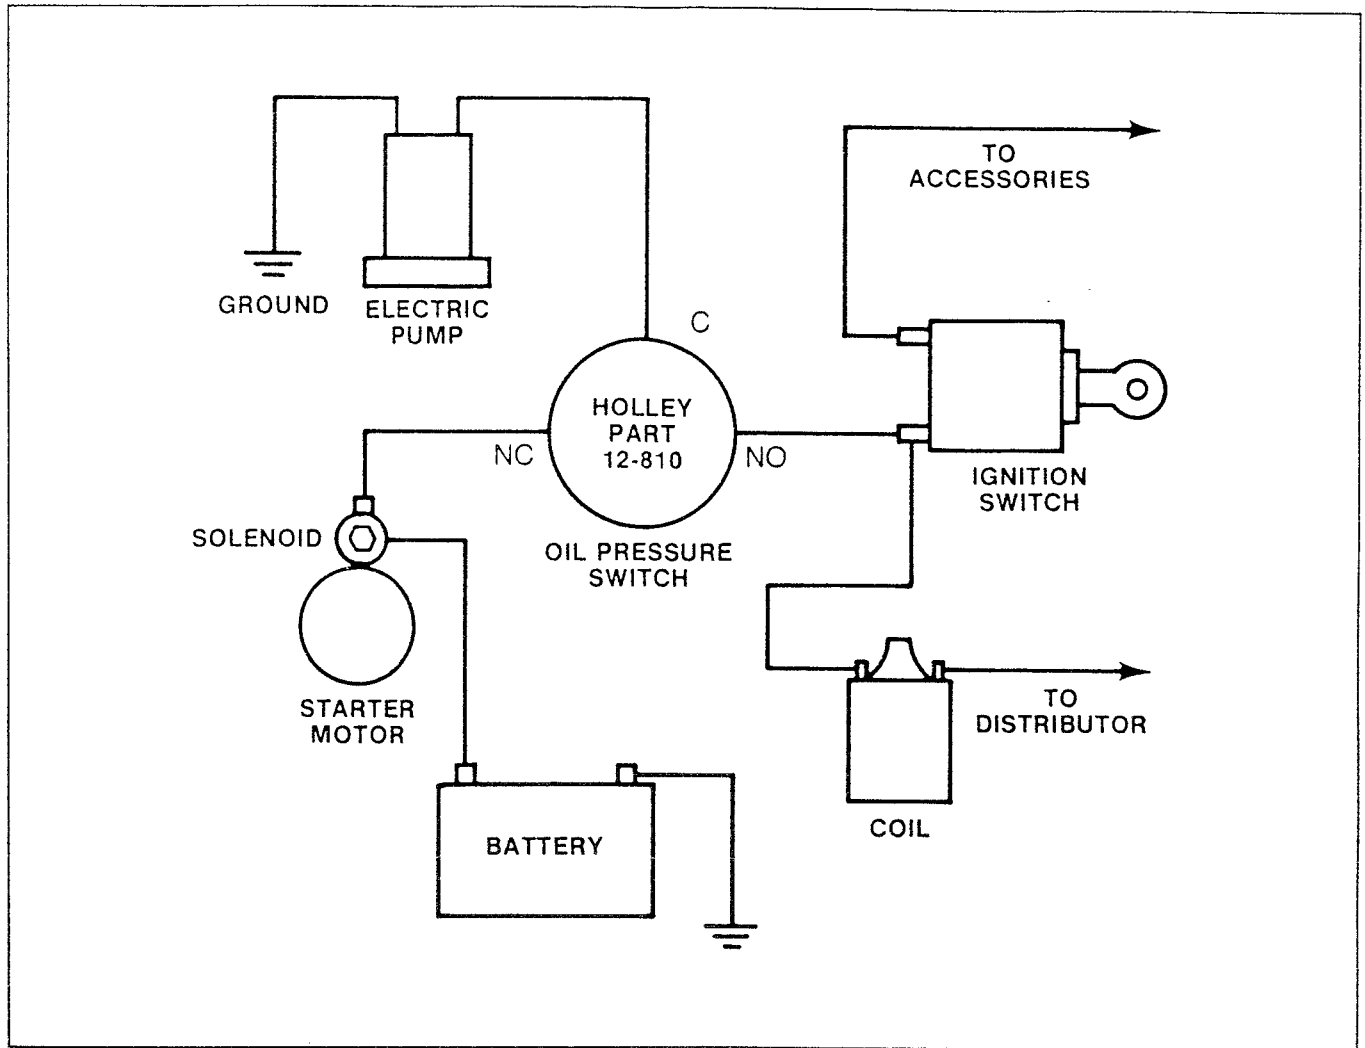 TO
ACCESSORIES
GROUND
ELECTRIC
PUMP
C
HOLLEY
PART
12-810
NC
NO
IGNITION
SWITCH
SOLENOID
OIL PRESSURE
SWITCH
STARTER
MOTOR
TO
DISTRIBUTOR
COIL
BATTERY